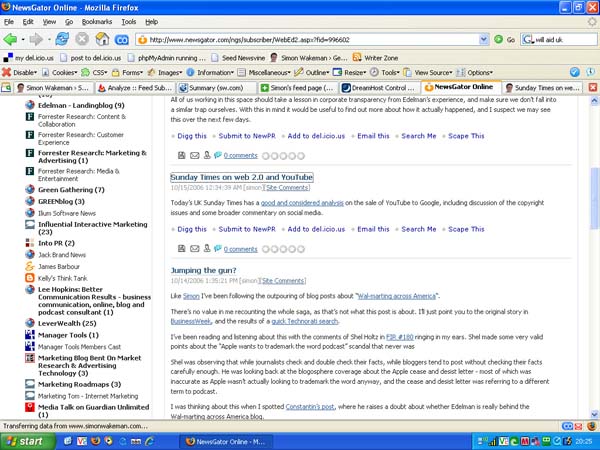 NewsGator Online - Mozilla Firefox
File Edit View Go Bookmarks Tools Help
http://www.newsgator.com/ngs/subscriber/WebEd2.aspx?fid=996602
Go
will aid uk
my del.icio.us
post to del.icio.us
phpMyAdmin running ...
Simon Wakeman › Ge...
Seed Newsvine
Writer Zone
Disable
Cookies
CSS
Forms
Images
Information
Miscellaneous
Outline
Resize
Tools
View Source
Options
Simon Wakeman › C...
Analyze :: Feed Sub...
Summary (sw.com)
Simon's feed page (...
DreamHost Control ...
NewsGator Online
Sunday Times on we...
Edelman - Landingblog (9)
Forrester Research: Content &
Collaboration
Forrester Research: Customer
Experience
Forrester Research: Marketing &
Advertising (1)
Forrester Research: Media &
Entertainment
Green Gathering (7)
GREENblog (3)
Ilium Software News
Influential Interactive Marketing
(23)
Into PR (2)
Jack Brand News
James Barbour
Kelly's Think Tank
Lee Hopkins: Better
Communication Results - business
communication, online, blog and
podcast consultant (1)
LeverWealth (25)
Manager Tools (1)
Manager Tools Members Cast
Marketing Blog Bent On Market
Research & Advertising
Technology (3)
Marketing Roadmaps (3)
Marketing Tom - Internet Marketing
Media Talk on Guardian Unlimited
(1)
All of us working in this space should take a lesson in corporate transparency from Edelman's experience, and make sure we don't fall into
a similar trap ourselves. With this in mind it would be useful to find out more about how it actually happened, and I suspect we may see
this over the next few days.
Digg this
Submit to NewPR
Add to del.icio.us
Email this
Search Me
Scrape This
0 comments
Sunday Times on web 2.0 and YouTube
10/15/2006 12:34:39 AM [simon] [Site Comments]
Today's UK Sunday Times has a good and considered analysis on the sale of YouTube to Google, including discussion of the copyright
issues and some broader commentary on social media.
Digg this
Submit to NewPR
Add to del.icio.us
Email this
Search Me
Scrape This
0 comments
Jumping the gun?
10/14/2006 1:35:21 PM [simon] [Site Comments]
Like Simon I've been following the outpouring of blog posts about "Wal-marting across America".
There's no value in me recounting the whole saga, as that's not what this post is about. I'll just point you to the original story in
BusinessWeek, and the results of a quick Technorati search.
I've been reading and listening about this with the comments of Shel Holtz in FIR #180 ringing in my ears. Shel made some very valid
points about the "Apple wants to trademark the word podcast" scandal that never was
Shel was observing that while journalists check and double check their facts, while bloggers tend to post without checking their facts
carefully enough. He was looking back at the blogosphere coverage about the Apple cease and desist letter - most of which was
inaccurate as Apple wasn't actually looking to trademark the word anyway, and the cease and desist letter was referring to a different
term to podcast.
I was thinking about this when I spotted Constantin's post, where he raises a doubt about whether Edelman is really behind the
Wal-marting across America blog.
Transferring data from www.simonwakeman.com...
start
NewsGator Online - M...
20:25